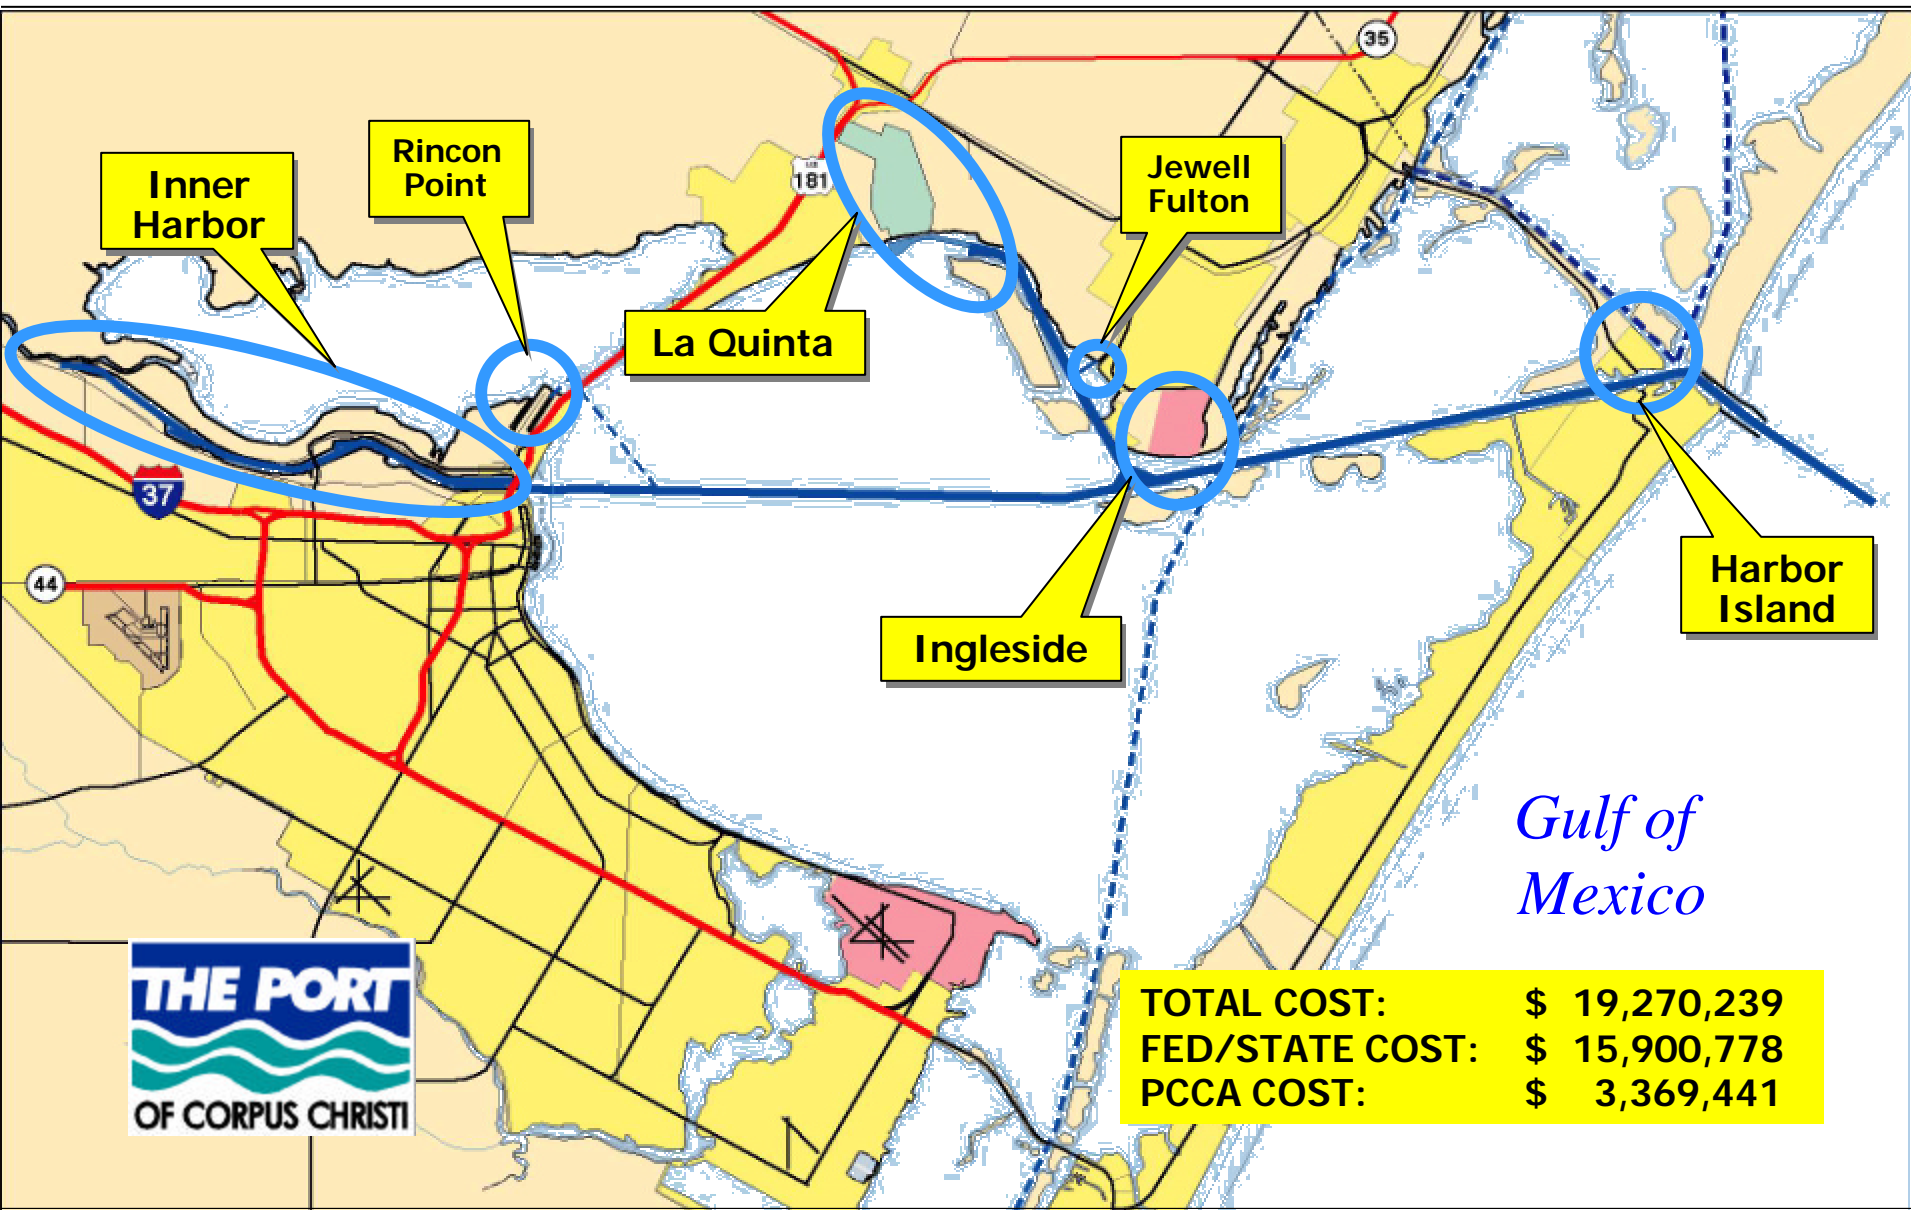 35
Rincon
Point
Inner
Harbor
US
181
Jewell
Fulton
La Quinta
37
44
Harbor
Island
Ingleside
Gulf of
Mexico
THE PORT
OF CORPUS CHRISTI
TOTAL COST: $ 19,270,239
FED/STATE COST: $ 15,900,778
PCCA COST: $ 3,369,441